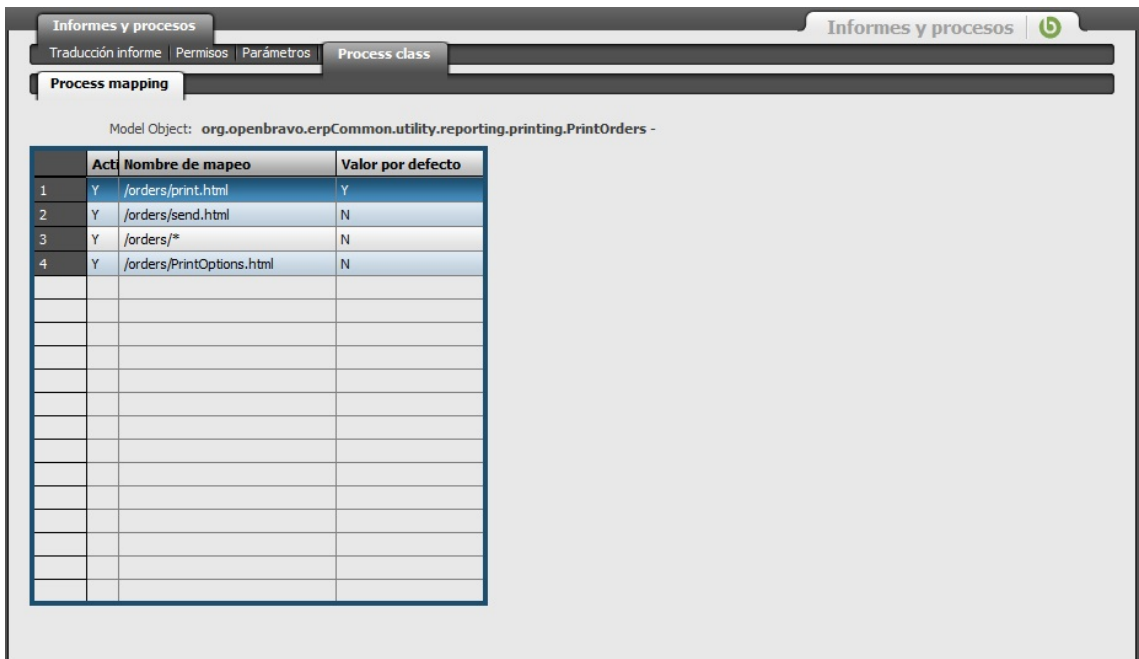 Informes y procesos
Informes y procesos
Traducción informe | Permisos | Parámetros | Process class
Process mapping
Model Object: org.openbravo.erpCommon.utility.reporting.printing.PrintOrders -
Acti Nombre de mapeo Valor por defecto
1 Y /orders/print.html Y
2 Y /orders/send.html N
3 Y /orders/* N
4 Y /orders/PrintOptions.html N